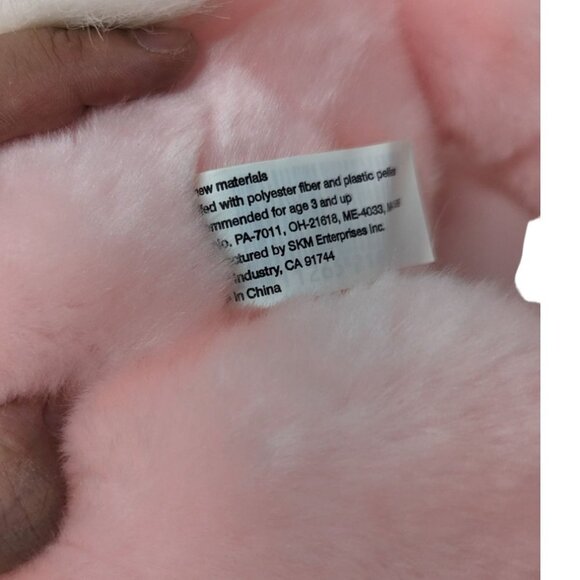 new materials
fed with polyester fiber and plastic pellet
mmended for age 3 and up
No. PA-7011, OH-21618, ME-4033,
ctured by SKM Enterprises Inc.
Industry, CA 91744
in China